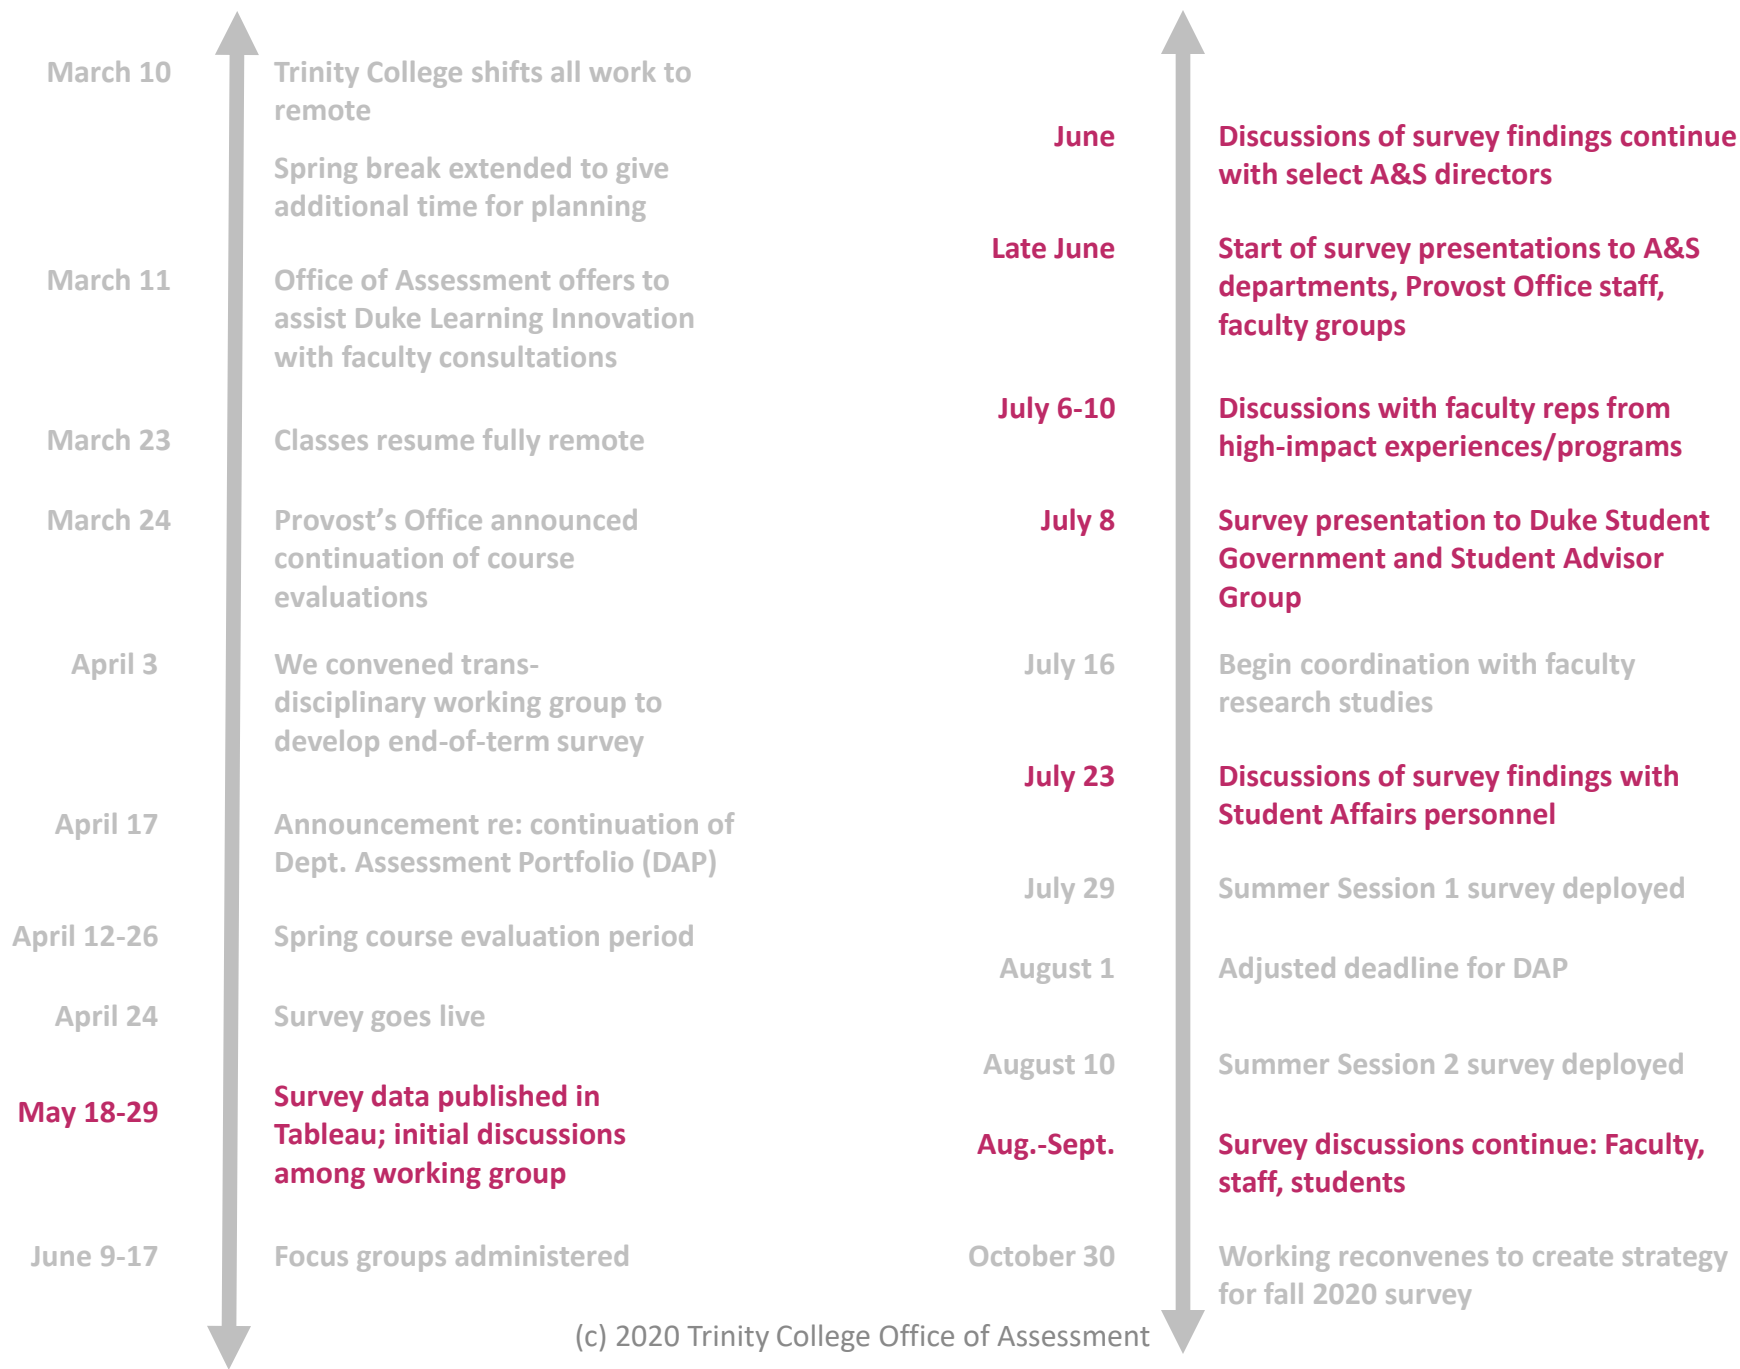 March 10
Trinity College shifts all work to
remote
Spring break extended to give
additional time for planning
March 11
Office of Assessment offers to
assist Duke Learning Innovation
with faculty consultations
March 23
Classes resume fully remote
March 24
Provost’s Office announced
continuation of course
evaluations
April 3
We convened trans-
disciplinary working group to
develop end-of-term survey
April 17
Announcement re: continuation of
Dept. Assessment Portfolio (DAP)
April 12-26
Spring course evaluation period
April 24
Survey goes live
May 18-29
Survey data published in
Tableau; initial discussions
among working group
June 9-17
Focus groups administered
June
Discussions of survey findings continue
with select A&S directors
Late June
Start of survey presentations to A&S
departments, Provost Office staff,
faculty groups
July 6-10
Discussions with faculty reps from
high-impact experiences/programs
July 8
Survey presentation to Duke Student
Government and Student Advisor
Group
July 16
Begin coordination with faculty
research studies
July 23
Discussions of survey findings with
Student Affairs personnel
July 29
Summer Session 1 survey deployed
August 1
Adjusted deadline for DAP
August 10
Summer Session 2 survey deployed
Aug.-Sept.
Survey discussions continue: Faculty,
staff, students
October 30
Working reconvenes to create strategy
for fall 2020 survey
(c) 2020 Trinity College Office of Assessment